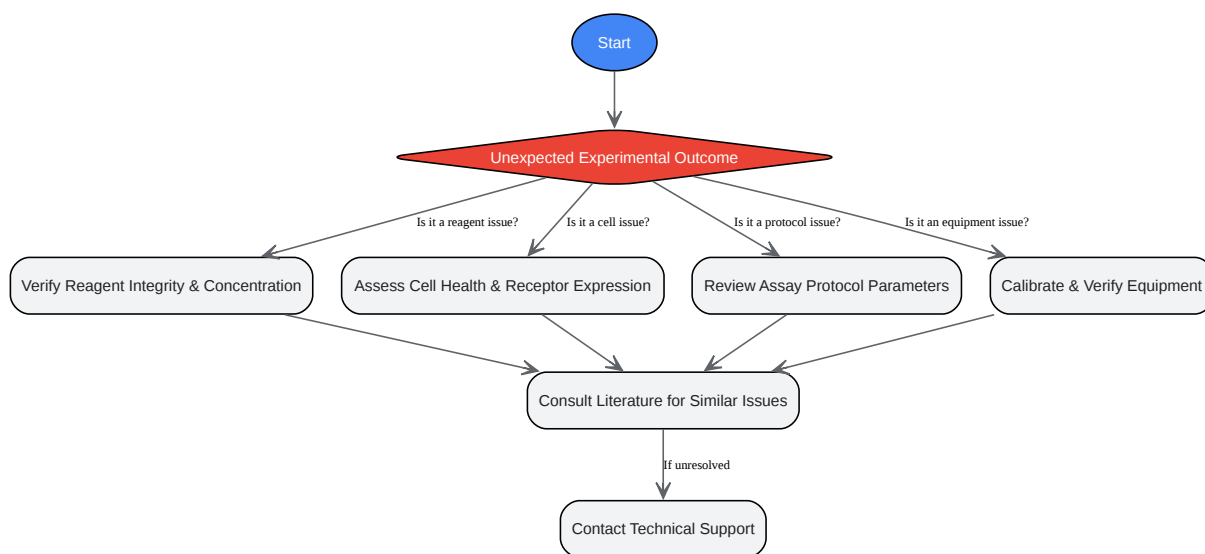 Start
Unexpected Experimental Outcome
Is it a reagent issue?
Is it a cell issue?
Is it a protocol issue?
Is it an equipment issue?
Verify Reagent Integrity & Concentration
Assess Cell Health & Receptor Expression
Review Assay Protocol Parameters
Calibrate & Verify Equipment
Consult Literature for Similar Issues
If unresolved
Contact Technical Support